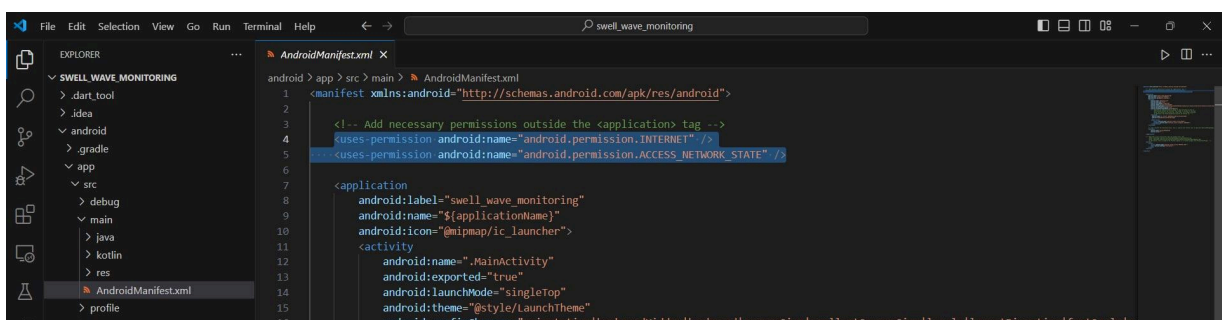 File Edit Selection View Go Run Terminal Help
swell_wave_monitoring
EXPLORER
AndroidManifest.xml
SWELL_WAVE_MONITORING
android > app > src > main > AndroidManifest.xml
.dart_tool
.idea
android
.gradle
app
src
debug
main
java
kotlin
res
AndroidManifest.xml
profile
1 <manifest xmlns:android="http://schemas.android.com/apk/res/android">
2
3 <!-- Add necessary permissions outside the <application> tag -->
4 <uses-permission android:name="android.permission.INTERNET" />
5 <uses-permission android:name="android.permission.ACCESS_NETWORK_STATE" />
6
7 <application
8 android:label="swell_wave_monitoring"
9 android:name="${applicationName}"
10 android:icon="@mipmap/ic_launcher">
11 <activity
12 android:name=".MainActivity"
13 android:exported="true"
14 android:launchMode="singleTop"
15 android:theme="@style/LaunchTheme"